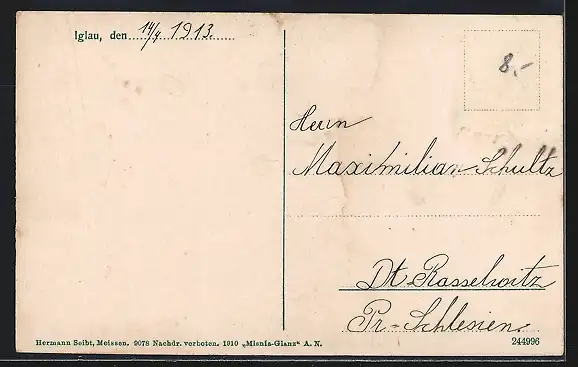 Iglau, den 14/4 1913.
8.-
Herrn
Maximilian Schultz
Dt. Rasselwitz
Pr-Schlesien.
Hermann Seibt, Meissen. 9078 Nachdr. verboten. 1910 „Misnia-Glanz" A. N.
244996